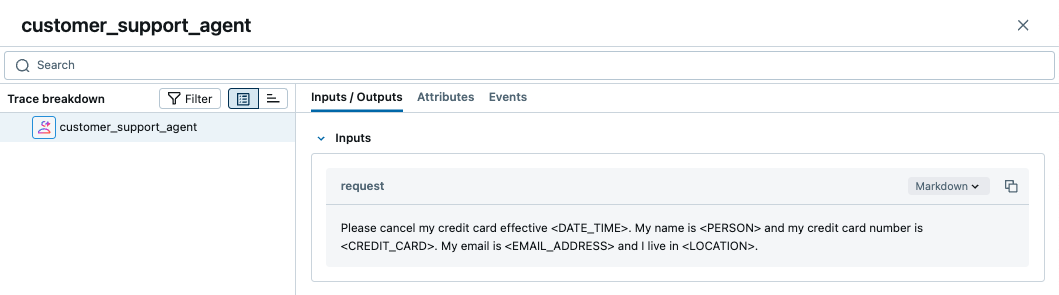 customer_support_agent
Search
Trace breakdown
Filter
customer_support_agent
Inputs / Outputs
Attributes
Events
Inputs
request
Markdown
Please cancel my credit card effective <DATE_TIME>. My name is <PERSON> and my credit card number is
<CREDIT_CARD>. My email is <EMAIL_ADDRESS> and I live in <LOCATION>.